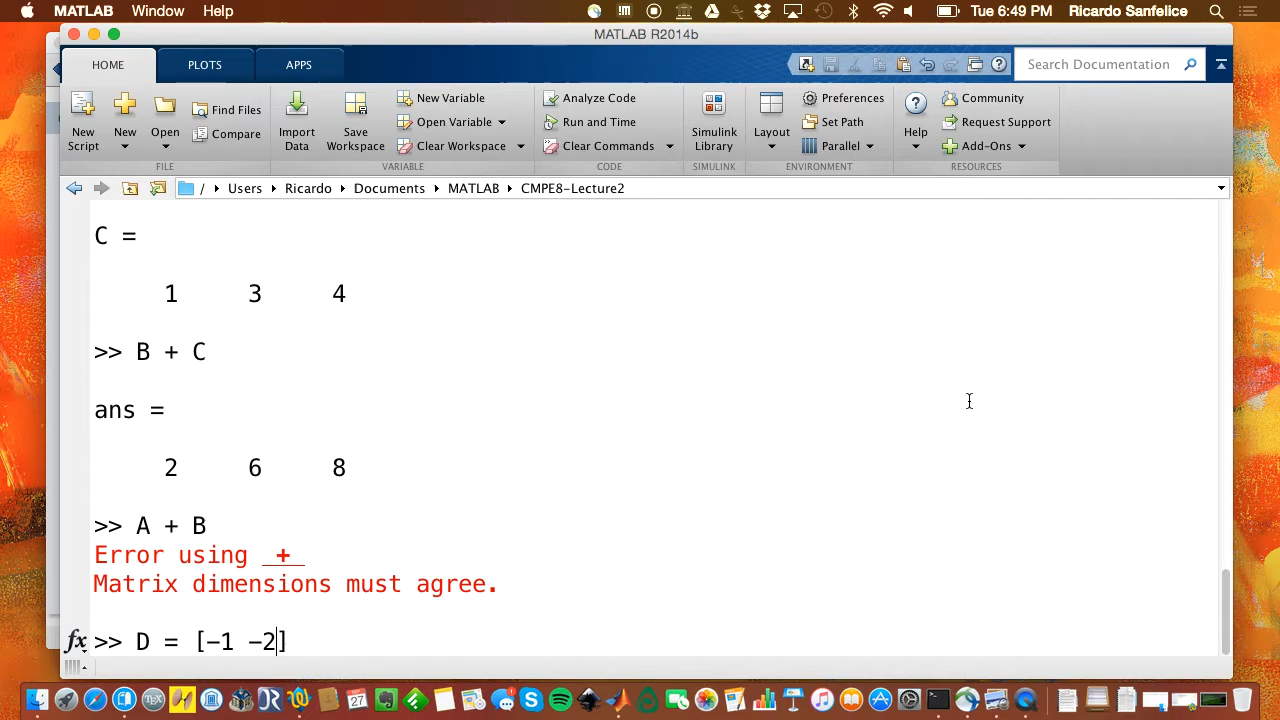 MATLAB Window Help Tue 6:49 PM Ricardo Sanfelice
MATLAB R2014b
HOME PLOTS APPS Search Documentation
New Script
New
Open
Find Files
Compare
FILE
Import Data
Save Workspace
New Variable
Open Variable
Clear Workspace
VARIABLE
Analyze Code
Run and Time
Clear Commands
CODE
Simulink Library
SIMULINK
Layout
Preferences
Set Path
Parallel
ENVIRONMENT
Help
Community
Request Support
Add-Ons
RESOURCES
/ Users Ricardo Documents MATLAB CMPE8-Lecture2
C =
1 3 4
>> B + C
ans =
2 6 8
>> A + B
Error using +
Matrix dimensions must agree.
fx >> D = [-1 -2]